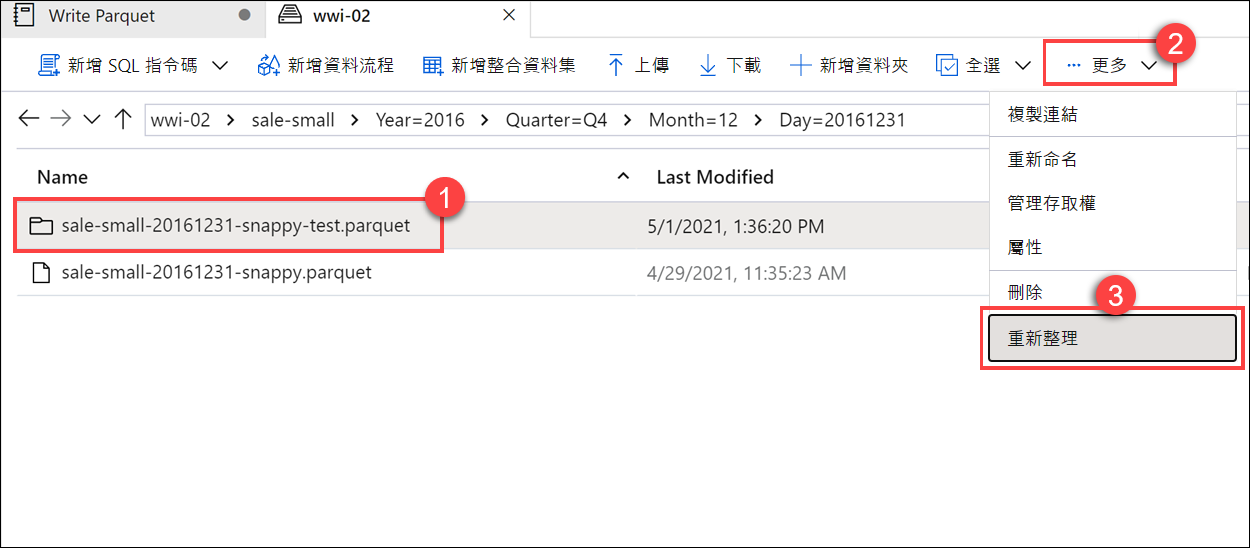 Write Parquet
wwi-02
2
新增 SQL 指令碼 新增資料流程 新增整合資料集 上傳 下載 新增資料夾 全選 ··· 更多
wwi-02 > sale-small > Year=2016 > Quarter=Q4 > Month=12 > Day=20161231
複製連結
重新命名
管理存取權
屬性
刪除
3
重新整理
Name Last Modified
1
sale-small-20161231-snappy-test.parquet 5/1/2021, 1:36:20 PM
sale-small-20161231-snappy.parquet 4/29/2021, 11:35:23 AM